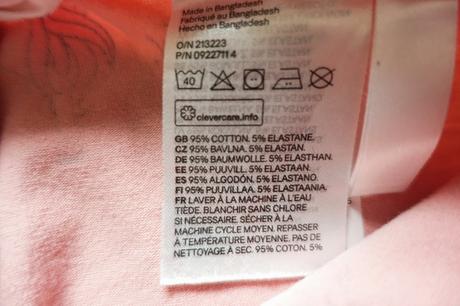 Made in Bangladesh
Fabriqué au Bangladesh
Hecho en Bangladesh
O/N 213223
P/N 09227114
40
clevercare.info
GB 95% COTTON. 5% ELASTANE.
CZ 95% BAVLNA. 5% ELASTAN.
DE 95% BAUMWOLLE. 5% ELASTHAN.
EE 95% PUUVILL. 5% ELASTAAN.
ES 95% ALGODÓN. 5% ELASTANO.
FI 95% PUUVILLAA. 5% ELASTAANIA.
FR LAVER À LA MACHINE À L'EAU
TIÈDE. BLANCHIR SANS CHLORE
SI NÉCESSAIRE. SÉCHER À LA
MACHINE CYCLE MOYEN. REPASSER
À TEMPÉRATURE MOYENNE. PAS DE
NETTOYAGE À SEC. 95% COTON. 5%